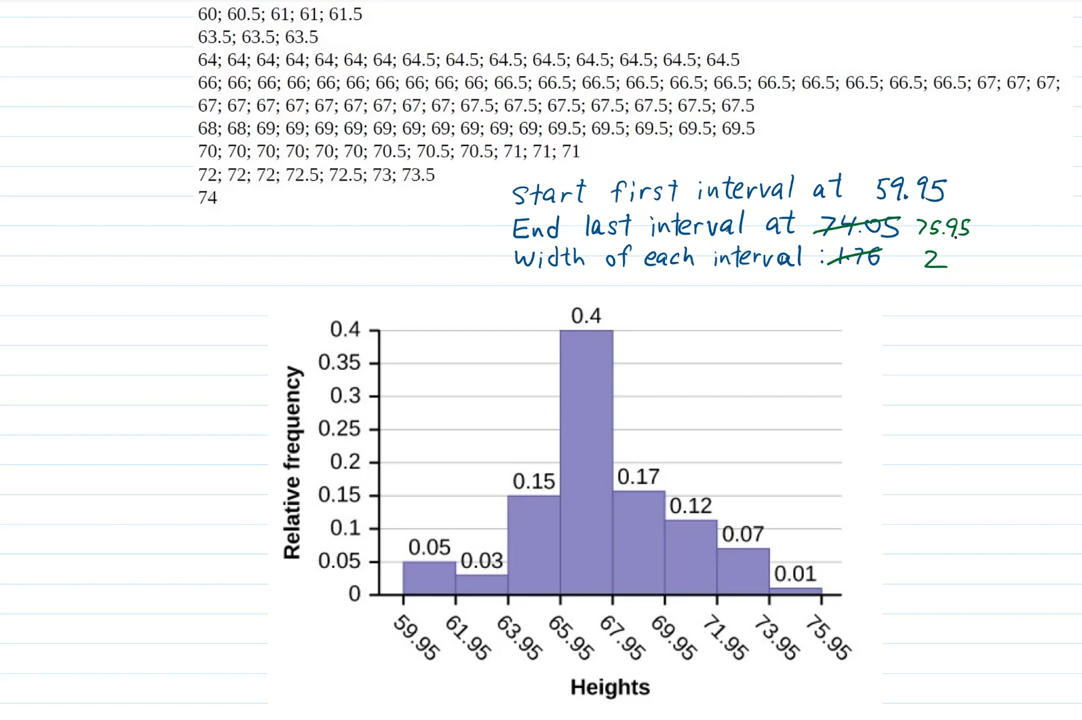 60; 60.5; 61; 61; 61.5
63.5; 63.5; 63.5
64; 64; 64; 64; 64; 64; 64; 64.5; 64.5; 64.5; 64.5; 64.5; 64.5; 64.5; 64.5
66; 66; 66; 66; 66; 66; 66; 66; 66; 66; 66.5; 66.5; 66.5; 66.5; 66.5; 66.5; 66.5; 66.5; 66.5; 66.5; 66.5; 67; 67; 67;
67; 67; 67; 67; 67; 67; 67; 67; 67; 67.5; 67.5; 67.5; 67.5; 67.5; 67.5; 67.5
68; 68; 69; 69; 69; 69; 69; 69; 69; 69; 69; 69; 69.5; 69.5; 69.5; 69.5; 69.5
70; 70; 70; 70; 70; 70; 70.5; 70.5; 70.5; 71; 71; 71
72; 72; 72; 72.5; 72.5; 73; 73.5
74
Start first interval at 59.95
End last interval at 74.05 75.95
Width of each interval : 1.76 2
0.4
0.4
0.35
0.3
0.25
0.2
0.15
0.1
0.05
0
Relative frequency
0.05
0.03
0.15
0.17
0.12
0.07
0.01
59.95
61.95
63.95
65.95
67.95
69.95
71.95
73.95
75.95
Heights